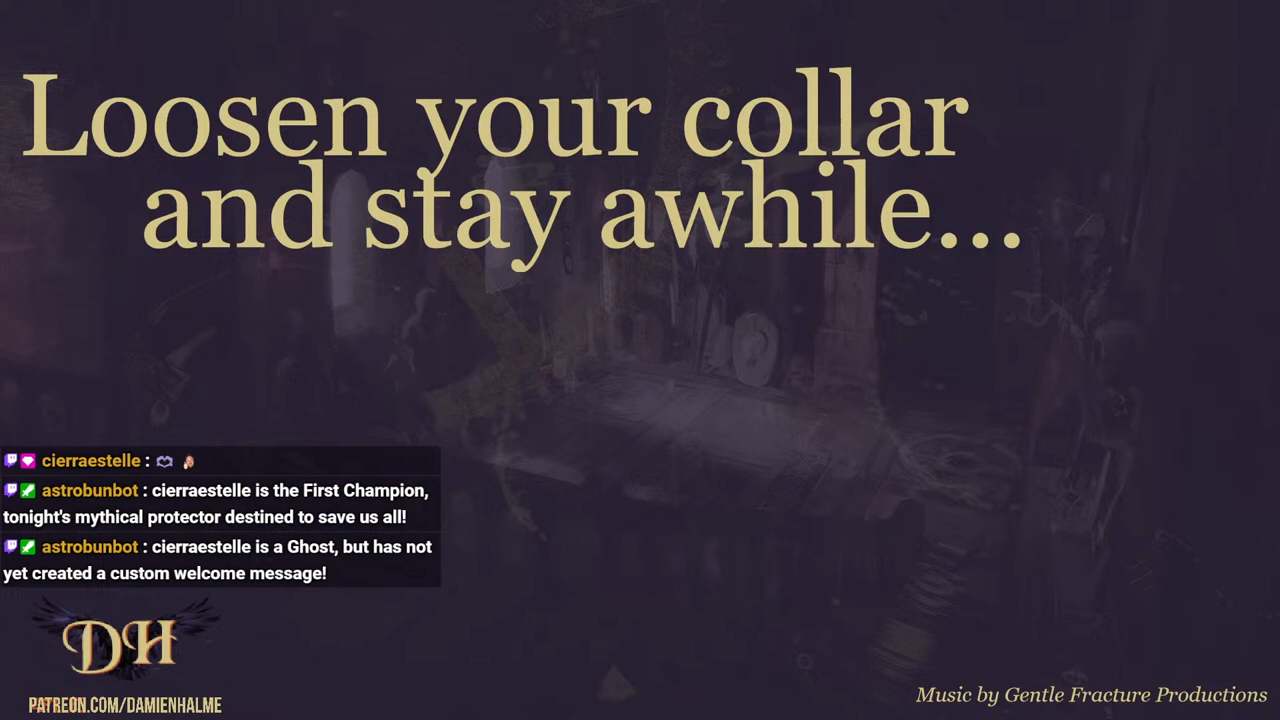 Loosen your collar
and stay awhile...
cierraestelle :
astrobunbot : cierraestelle is the First Champion,
tonight's mythical protector destined to save us all!
astrobunbot : cierraestelle is a Ghost, but has not
yet created a custom welcome message!
DH
PATREON.COM/DAMIENHALME
Music by Gentle Fracture Productions